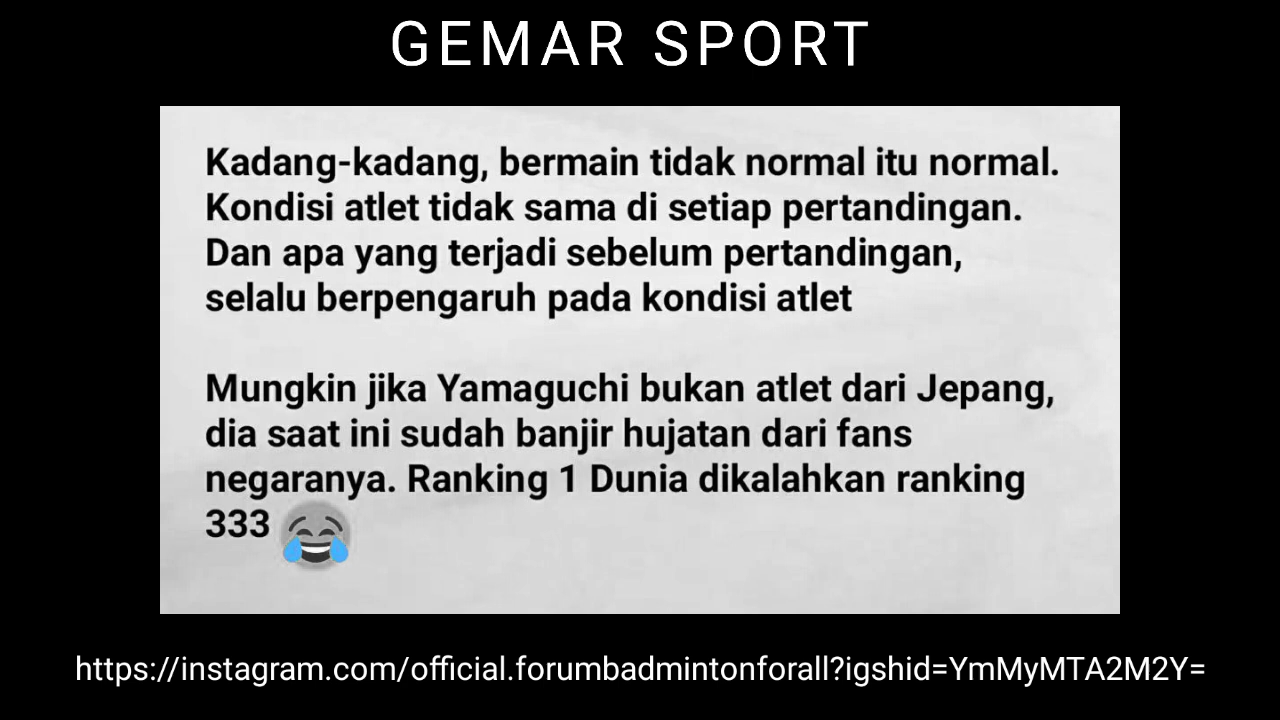 GEMAR SPORT
Kadang-kadang, bermain tidak normal itu normal.
Kondisi atlet tidak sama di setiap pertandingan.
Dan apa yang terjadi sebelum pertandingan,
selalu berpengaruh pada kondisi atlet
Mungkin jika Yamaguchi bukan atlet dari Jepang,
dia saat ini sudah banjir hujatan dari fans
negaranya. Ranking 1 Dunia dikalahkan ranking
333 😂
https://instagram.com/official.forumbadmintonforall?igshid=YmMyMTA2M2Y=